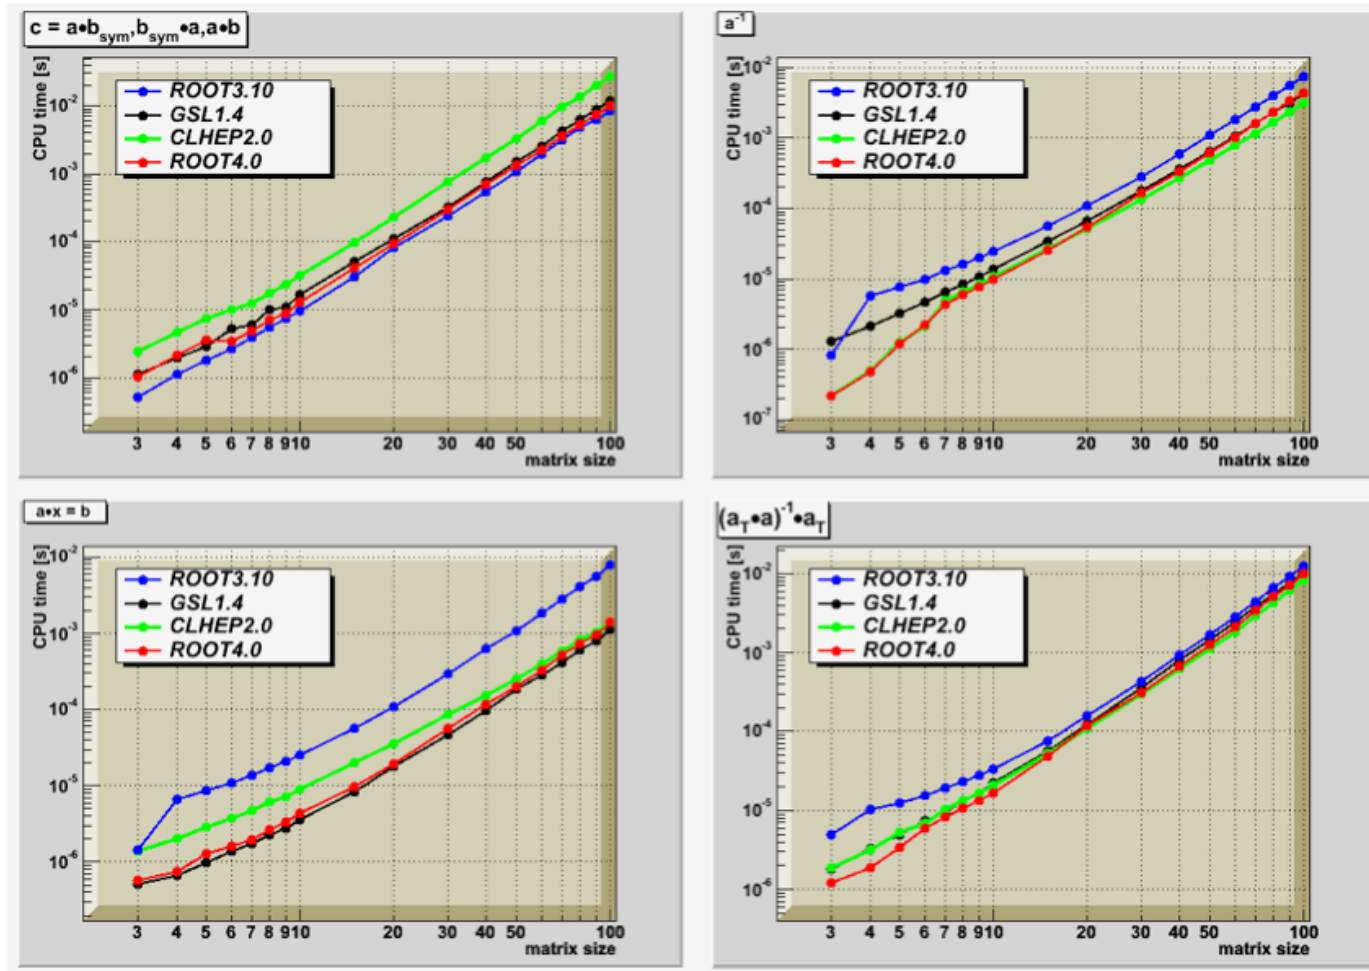 c = a•b_sym,b_sym•a,a•b
CPU time [s]
ROOT3.10
GSL1.4
CLHEP2.0
ROOT4.0
10^-2
10^-3
10^-4
10^-5
10^-6
3 4 5 6 7 8 9 10 20 30 40 50 100
matrix size
a^-1
CPU time [s]
ROOT3.10
GSL1.4
CLHEP2.0
ROOT4.0
10^-2
10^-3
10^-4
10^-5
10^-6
10^-7
3 4 5 6 7 8 9 10 20 30 40 50 100
matrix size
a•x = b
CPU time [s]
ROOT3.10
GSL1.4
CLHEP2.0
ROOT4.0
10^-2
10^-3
10^-4
10^-5
10^-6
3 4 5 6 7 8 9 10 20 30 40 50 100
matrix size
(a_T•a)^-1•a_T
CPU time [s]
ROOT3.10
GSL1.4
CLHEP2.0
ROOT4.0
10^-2
10^-3
10^-4
10^-5
10^-6
3 4 5 6 7 8 9 10 20 30 40 50 100
matrix size